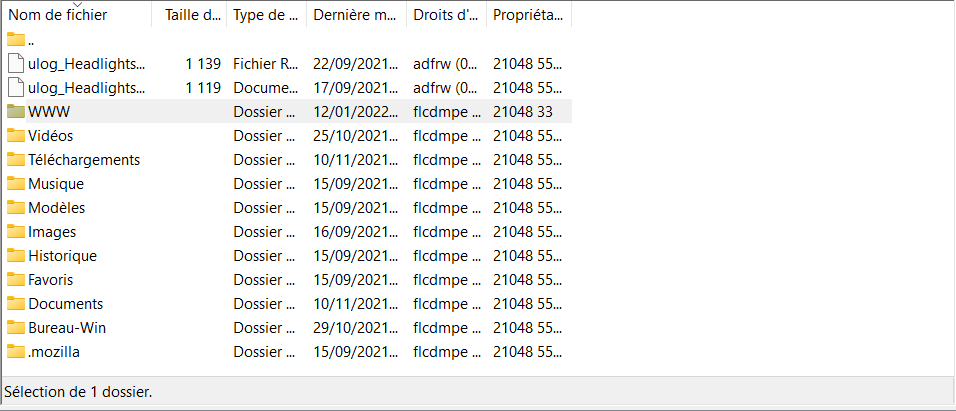 Nom de fichier Taille d... Type de ... Dernière m... Droits d'... Propriéta...
..
ulog_Headlights... 1 139 Fichier R... 22/09/2021... adfrw (0... 21048 55...
ulog_Headlights... 1 119 Docume... 17/09/2021... adfrw (0... 21048 55...
WWW Dossier ... 12/01/2022... flcdmpe ... 21048 33
Vidéos Dossier ... 25/10/2021... flcdmpe ... 21048 55...
Téléchargements Dossier ... 10/11/2021... flcdmpe ... 21048 55...
Musique Dossier ... 15/09/2021... flcdmpe ... 21048 55...
Modèles Dossier ... 15/09/2021... flcdmpe ... 21048 55...
Images Dossier ... 16/09/2021... flcdmpe ... 21048 55...
Historique Dossier ... 15/09/2021... flcdmpe ... 21048 55...
Favoris Dossier ... 15/09/2021... flcdmpe ... 21048 55...
Documents Dossier ... 10/11/2021... flcdmpe ... 21048 55...
Bureau-Win Dossier ... 29/10/2021... flcdmpe ... 21048 55...
.mozilla Dossier ... 15/09/2021... flcdmpe ... 21048 55...
Sélection de 1 dossier.